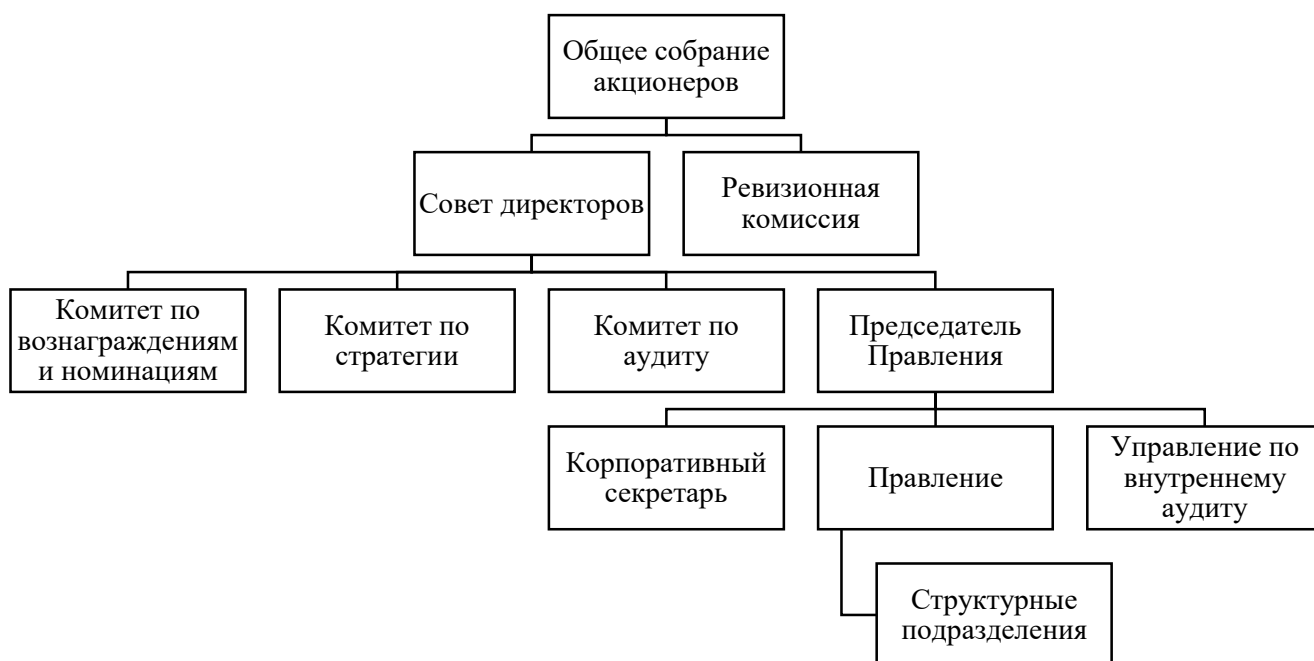 Общее собрание
акционеров
Совет директоров
Ревизионная
комиссия
Комитет по
вознаграждениям
и номинациям
Комитет по
стратегии
Комитет по
аудиту
Председатель
Правления
Корпоративный
секретарь
Правление
Управление по
внутреннему
аудиту
Структурные
подразделения